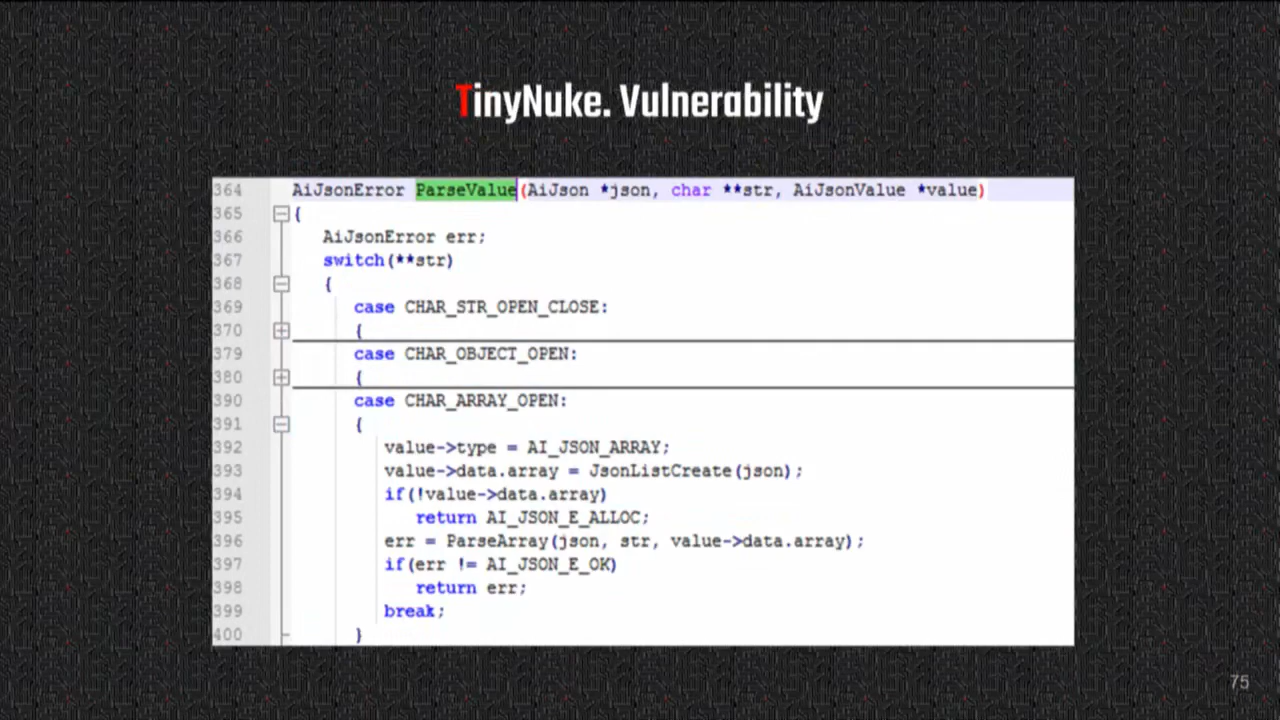 TinyNuke. Vulnerability
364 AiJsonError ParseValue(AiJson *json, char **str, AiJsonValue *value)
365 {
366 AiJsonError err;
367 switch(**str)
368 {
369 case CHAR_STR_OPEN_CLOSE:
370 {
379 case CHAR_OBJECT_OPEN:
380 {
390 case CHAR_ARRAY_OPEN:
391 {
392 value->type = AI_JSON_ARRAY;
393 value->data.array = JsonListCreate(json);
394 if(!value->data.array)
395 return AI_JSON_E_ALLOC;
396 err = ParseArray(json, str, value->data.array);
397 if(err != AI_JSON_E_OK)
398 return err;
399 break;
400 }
75